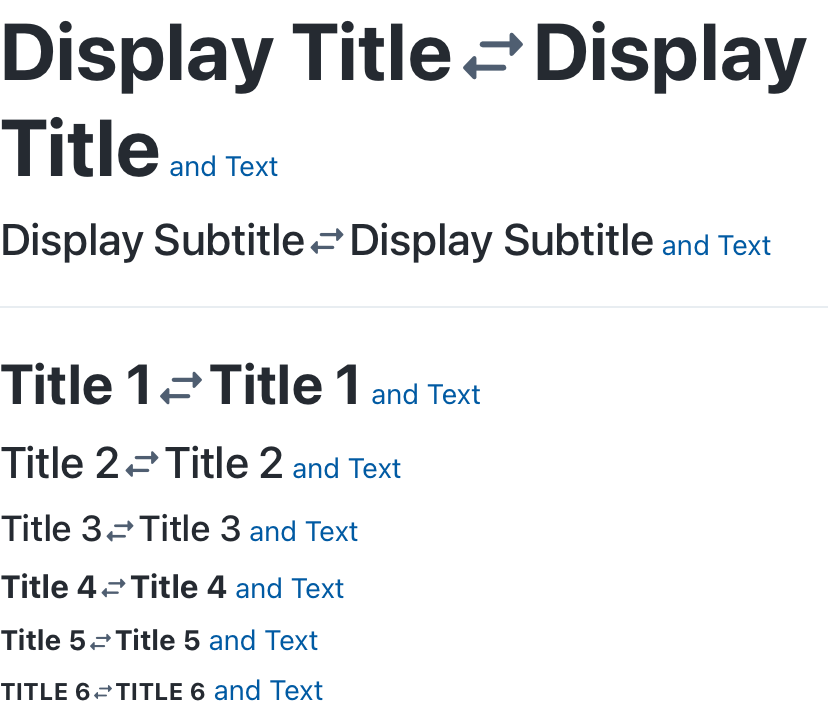 Display Title⇄Display
Title and Text
Display Subtitle⇄Display Subtitle and Text
Title 1⇄Title 1 and Text
Title 2⇄Title 2 and Text
Title 3⇄Title 3 and Text
Title 4⇄Title 4 and Text
Title 5⇄Title 5 and Text
TITLE 6⇄TITLE 6 and Text